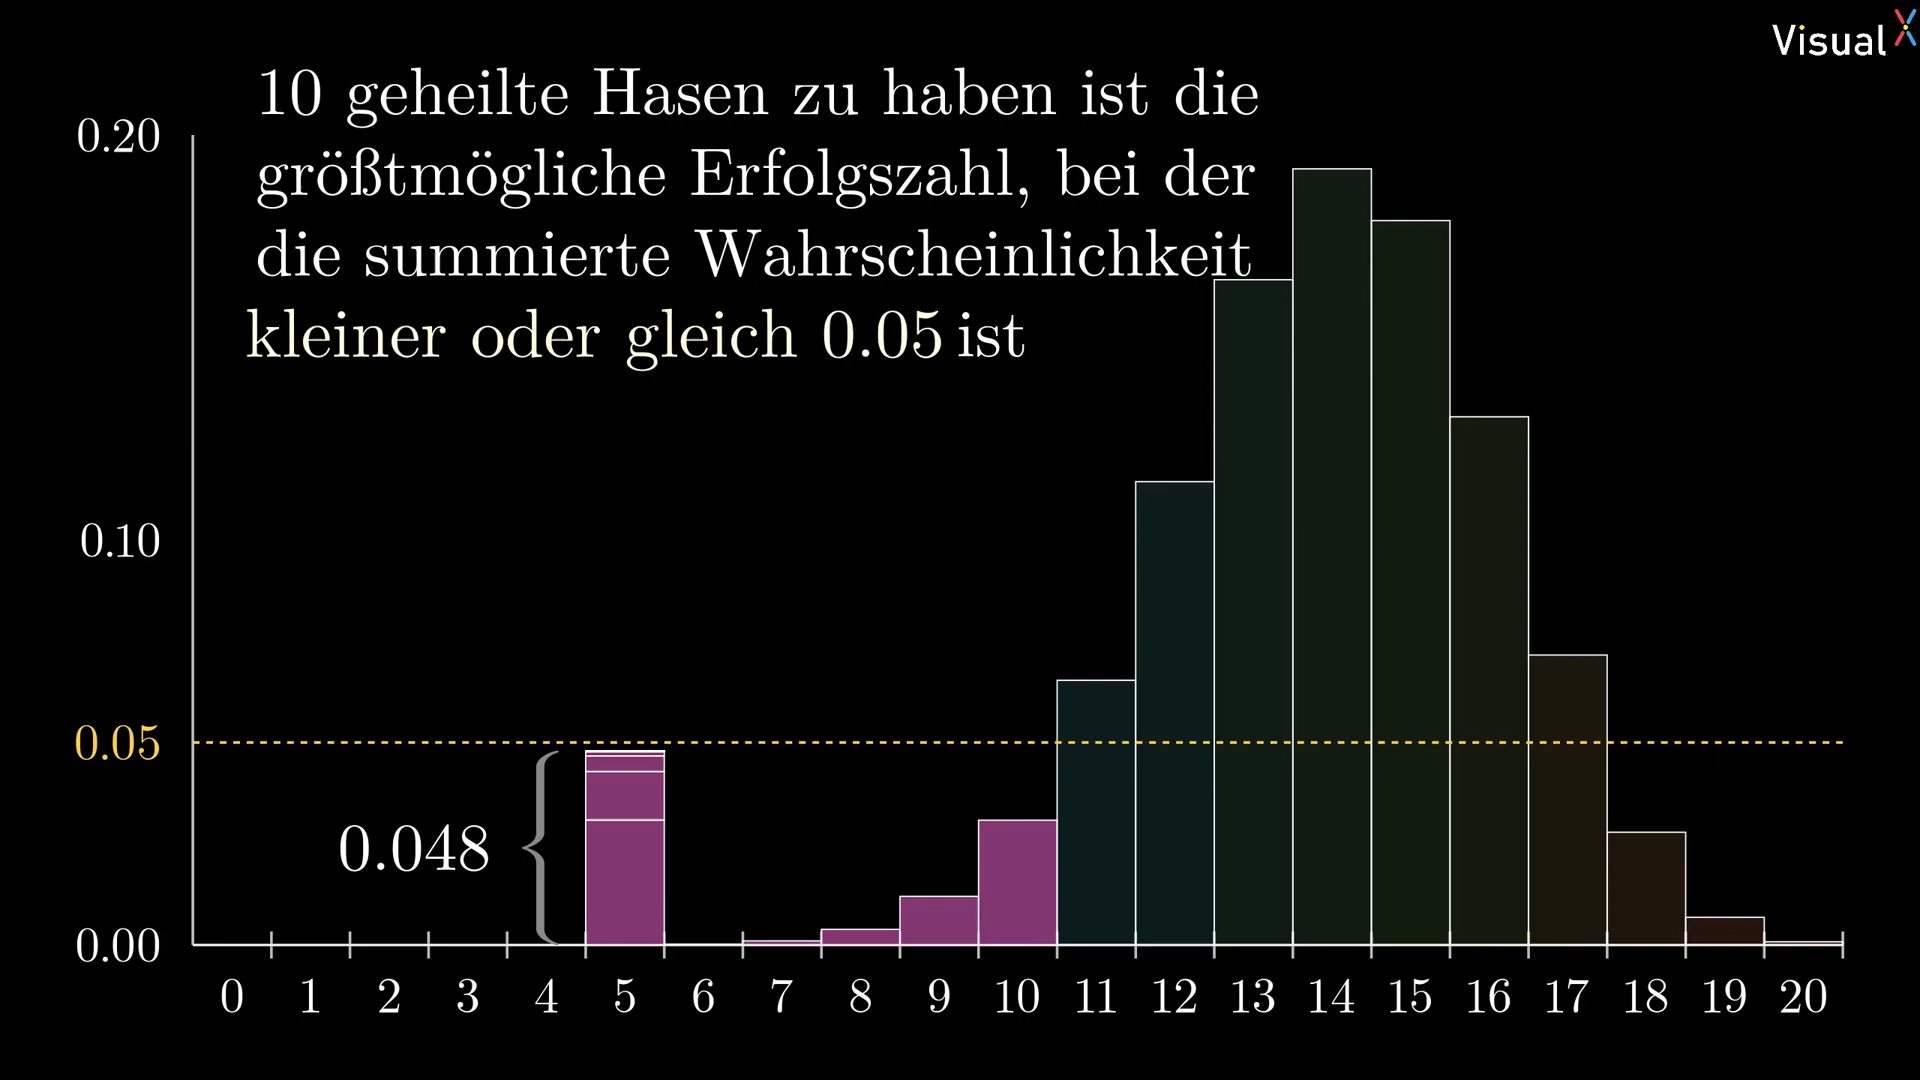 VisualX
10 geheilte Hasen zu haben ist die
größtmögliche Erfolgszahl, bei der
die summierte Wahrscheinlichkeit
kleiner oder gleich 0.05 ist
0.20
0.10
0.05
0.048
0.00
0 1 2 3 4 5 6 7 8 9 10 11 12 13 14 15 16 17 18 19 20